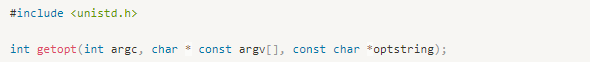 #include <unistd.h>
int getopt(int argc, char * const argv[], const char *optstring);